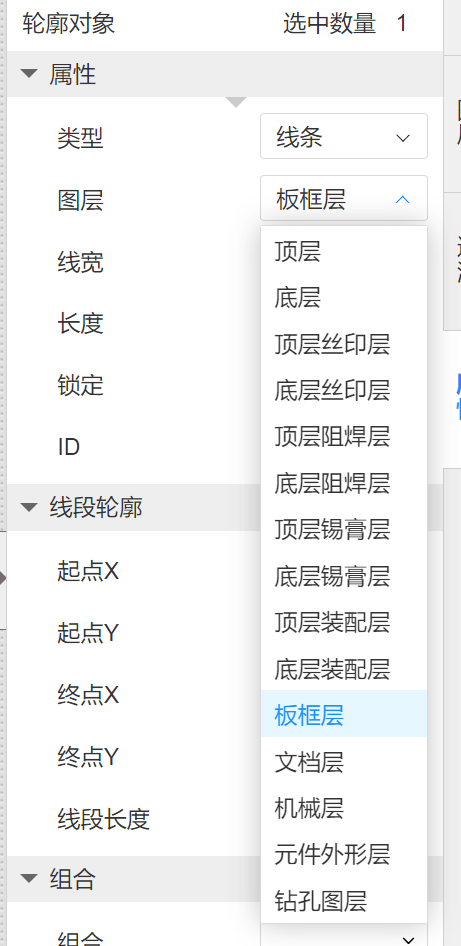 轮廓对象 选中数量 1
属性
类型 线条
图层 板框层
顶层
线宽
底层
长度
顶层丝印层
锁定
底层丝印层
顶层阻焊层
ID
底层阻焊层
线段轮廓
顶层锡膏层
起点X
底层锡膏层
起点Y
顶层装配层
底层装配层
终点X
板框层
终点Y
文档层
机械层
线段长度
元件外形层
组合
钻孔图层
组合